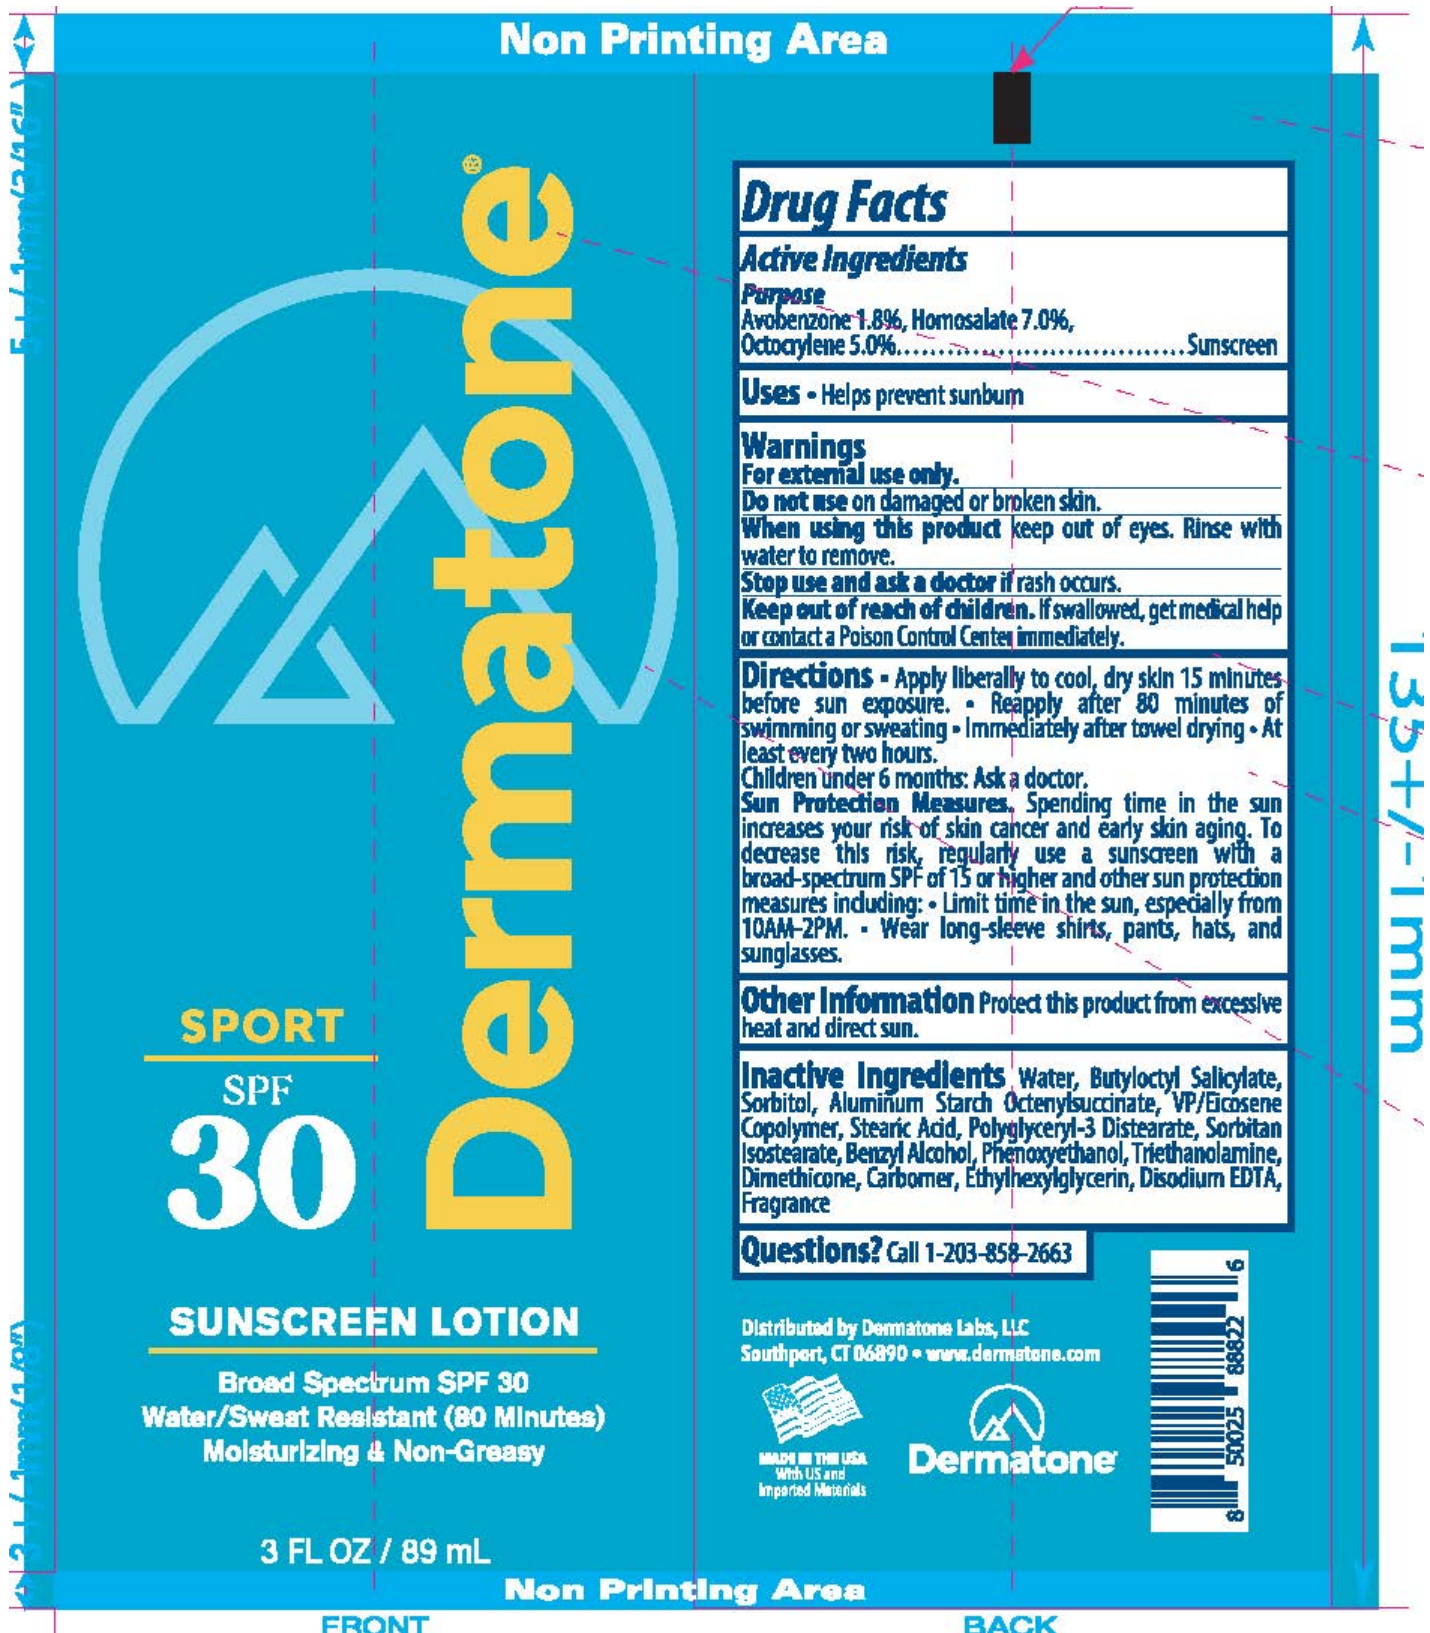 Non Printing Area
Dermatone®
SPORT
SPF
30
SUNSCREEN LOTION
Broad Spectrum SPF 30
Water/Sweat Resistant (80 Minutes)
Moisturizing & Non-Greasy
3 FL OZ / 89 mL
Drug Facts
Active Ingredients
Purpose
Avobenzone 1.8%, Homosalate 7.0%,
Octocrylene 5.0%..................................Sunscreen
Uses • Helps prevent sunburn
Warnings
For external use only.
Do not use on damaged or broken skin.
When using this product keep out of eyes. Rinse with
water to remove.
Stop use and ask a doctor if rash occurs.
Keep out of reach of children. If swallowed, get medical help
or contact a Poison Control Center immediately.
Directions • Apply liberally to cool, dry skin 15 minutes
before sun exposure. • Reapply after 80 minutes of
swimming or sweating • Immediately after towel drying • At
least every two hours.
Children under 6 months: Ask a doctor.
Sun Protection Measures. Spending time in the sun
increases your risk of skin cancer and early skin aging. To
decrease this risk, regularly use a sunscreen with a
broad-spectrum SPF of 15 or higher and other sun protection
measures including: • Limit time in the sun, especially from
10AM-2PM. • Wear long-sleeve shirts, pants, hats, and
sunglasses.
Other Information Protect this product from excessive
heat and direct sun.
Inactive Ingredients Water, Butyloctyl Salicylate,
Sorbitol, Aluminum Starch Octenylsuccinate, VP/Eicosene
Copolymer, Stearic Acid, Polyglyceryl-3 Distearate, Sorbitan
Isostearate, Benzyl Alcohol, Phenoxyethanol, Triethanolamine,
Dimethicone, Carbomer, Ethylhexylglycerin, Disodium EDTA,
Fragrance
Questions? Call 1-203-858-2663
Distributed by Dermatone Labs, LLC
Southport, CT 06890 • www.dermatone.com
MADE IN THE USA
With US and
Imported Materials
Dermatone
8 50025 88822 6
135+/-1mm
Non Printing Area
FRONT
BACK